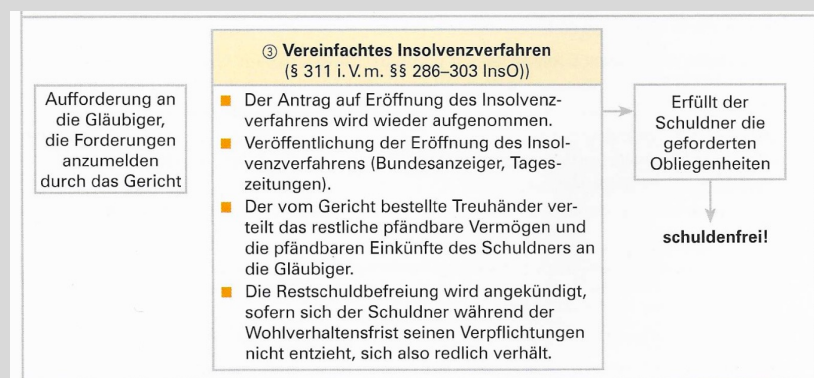 Aufforderung an
die Gläubiger,
die Forderungen
anzumelden
durch das Gericht
③ Vereinfachtes Insolvenzverfahren
(§ 311 i. V. m. §§ 286–303 InsO))
■ Der Antrag auf Eröffnung des Insolvenz-
verfahrens wird wieder aufgenommen.
■ Veröffentlichung der Eröffnung des Insol-
venzverfahrens (Bundesanzeiger, Tages-
zeitungen).
■ Der vom Gericht bestellte Treuhänder ver-
teilt das restliche pfändbare Vermögen und
die pfändbaren Einkünfte des Schuldners an
die Gläubiger.
■ Die Restschuldbefreiung wird angekündigt,
sofern sich der Schuldner während der
Wohlverhaltensfrist seinen Verpflichtungen
nicht entzieht, sich also redlich verhält.
Erfüllt der
Schuldner die
geforderten
Obliegenheiten
schuldenfrei!